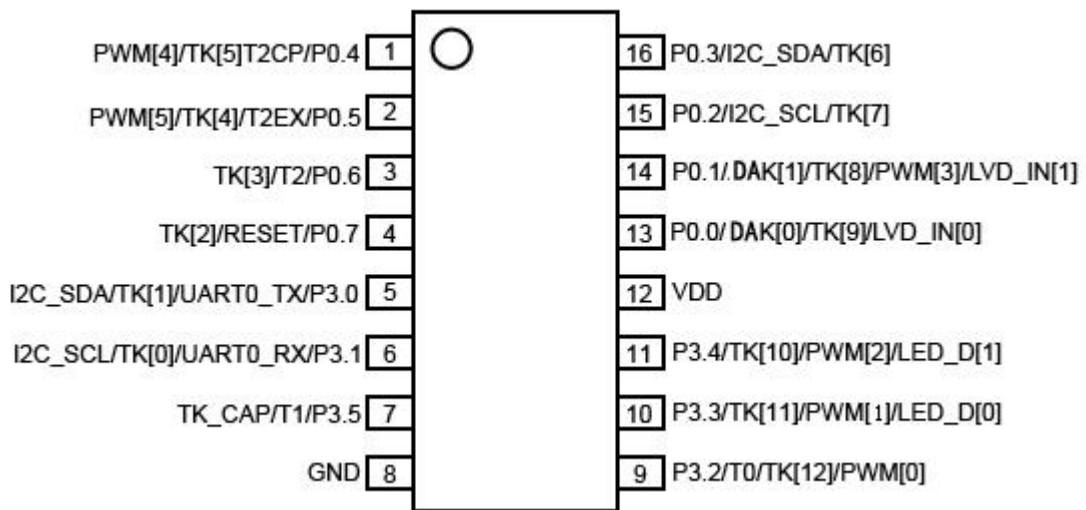 PWM[4]/TK[5]T2CP/P0.4 1
16 P0.3/I2C_SDA/TK[6]
PWM[5]/TK[4]/T2EX/P0.5 2
15 P0.2/I2C_SCL/TK[7]
TK[3]/T2/P0.6 3
14 P0.1/.DAK[1]/TK[8]/PWM[3]/LVD_IN[1]
TK[2]/RESET/P0.7 4
13 P0.0/DAK[0]/TK[9]/LVD_IN[0]
I2C_SDA/TK[1]/UART0_TX/P3.0 5
12 VDD
I2C_SCL/TK[0]/UART0_RX/P3.1 6
11 P3.4/TK[10]/PWM[2]/LED_D[1]
TK_CAP/T1/P3.5 7
10 P3.3/TK[11]/PWM[1]/LED_D[0]
GND 8
9 P3.2/T0/TK[12]/PWM[0]